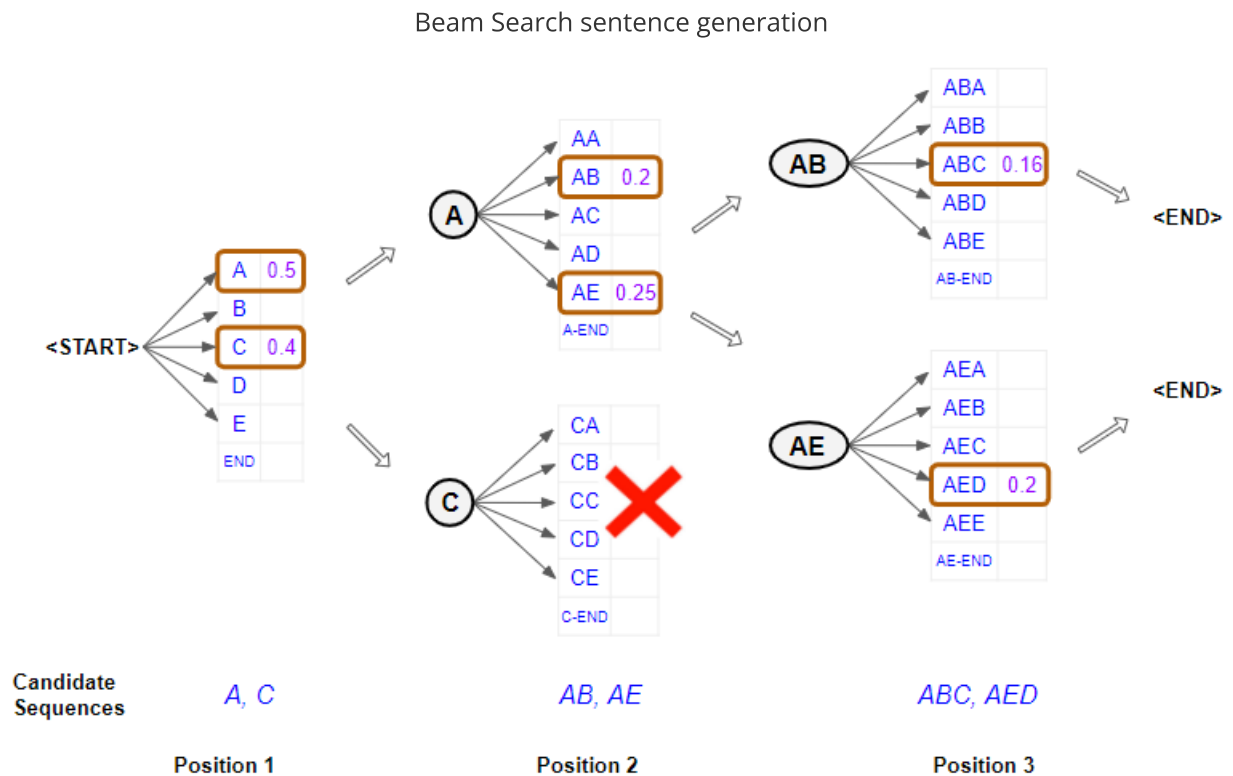 Beam Search sentence generation
<START>
A 0.5
B
C 0.4
D
E
END
A
AA
AB 0.2
AC
AD
AE 0.25
A-END
C
CA
CB
CC
CD
CE
C-END
AB
ABA
ABB
ABC 0.16
ABD
ABE
AB-END
AE
AEA
AEB
AEC
AED 0.2
AEE
AE-END
<END>
<END>
Candidate
Sequences
A, C
AB, AE
ABC, AED
Position 1
Position 2
Position 3